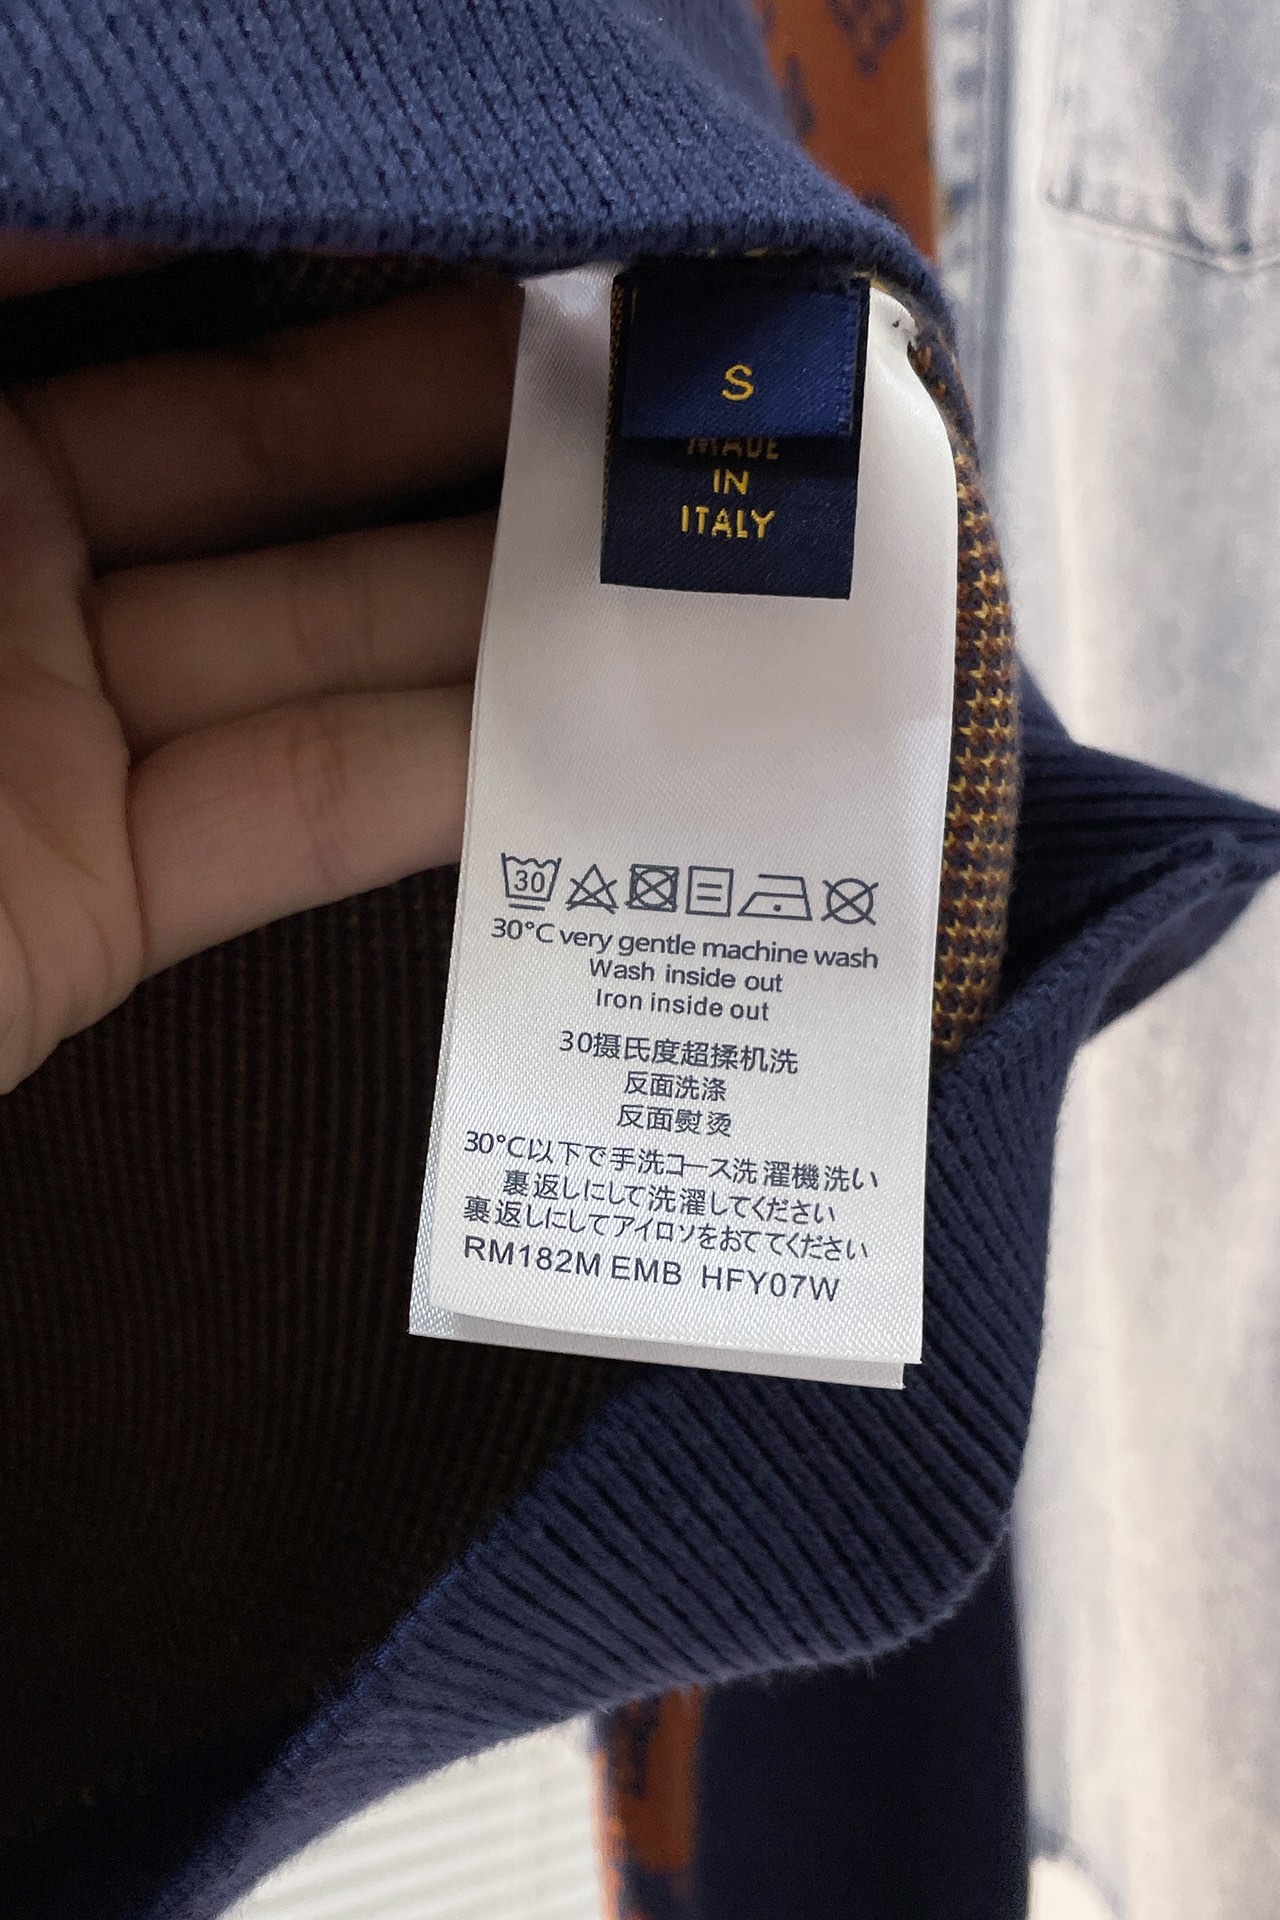 S
MADE
IN
ITALY
30
30°C very gentle machine wash
Wash inside out
Iron inside out
30摄氏度超揉机洗
反面洗涤
反面熨烫
30°C以下で手洗コース洗濯機洗い
裏返しにして洗濯してください
裏返しにしてアイロソをおててください
RM182M EMB HFY07W